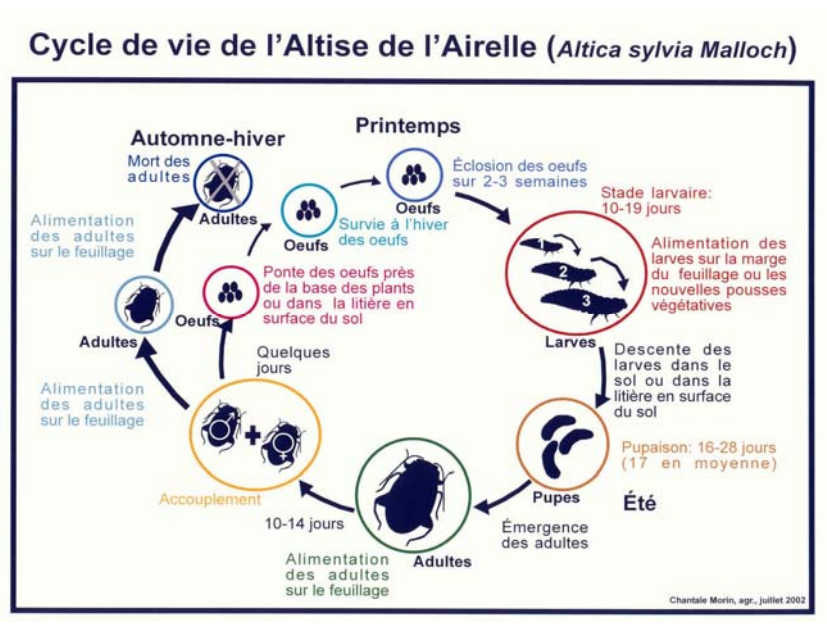 Cycle de vie de l'Altise de l'Airelle (Altica sylvia Malloch)
Automne-hiver
Mort des
adultes
Adultes
Printemps
Oeufs
Éclosion des oeufs
sur 2-3 semaines
Oeufs
Survie à l'hiver
des oeufs
Stade larvaire:
10-19 jours
1
2
3
Larves
Alimentation des
larves sur la marge
du feuillage ou les
nouvelles pousses
végétatives
Alimentation
des adultes
sur le feuillage
Adultes
Oeufs
Ponte des oeufs près
de la base des plants
ou dans la litière en
surface du sol
Quelques
jours
Descente des
larves dans le
sol ou dans la
litière en surface
du sol
Alimentation
des adultes
sur le feuillage
Accouplement
Pupaison: 16-28 jours
(17 en moyenne)
Pupes
Été
Émergence
des adultes
10-14 jours
Adultes
Alimentation
des adultes
sur le feuillage
Chantale Morin, agr., juillet 2002